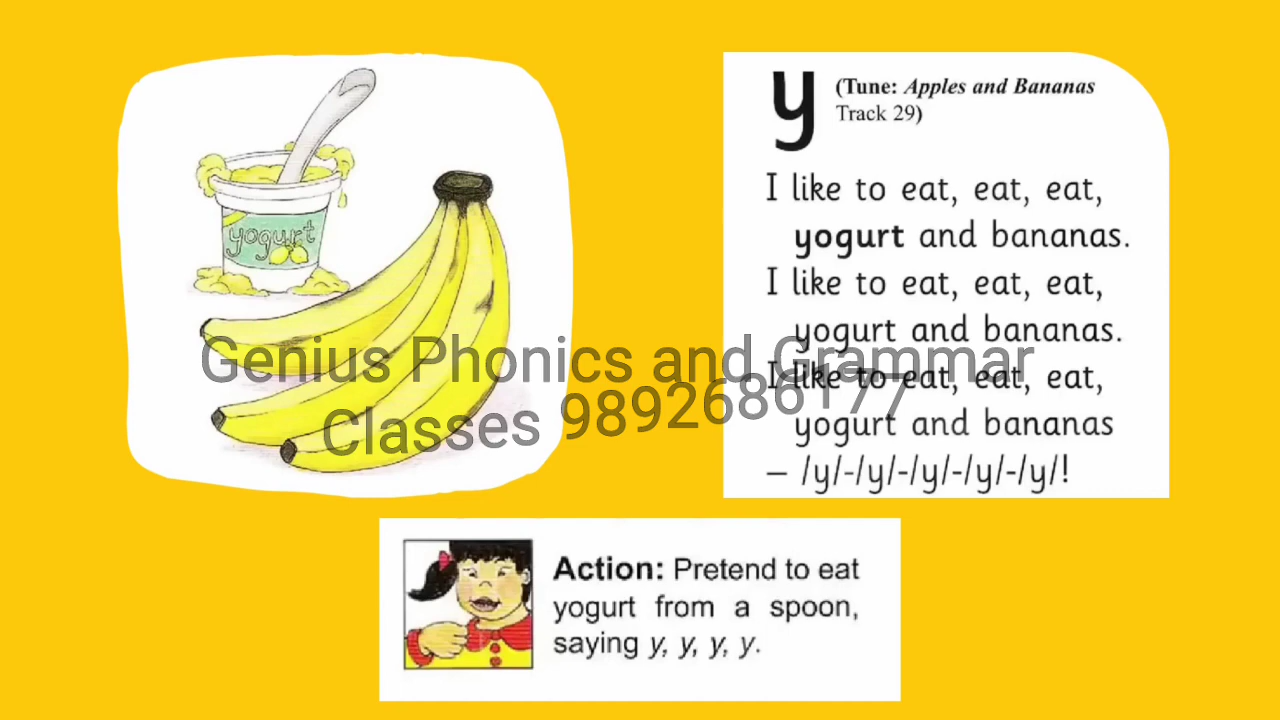 yogurt
y
(Tune: Apples and Bananas
Track 29)
I like to eat, eat, eat,
yogurt and bananas.
I like to eat, eat, eat,
yogurt and bananas.
I like to eat, eat, eat,
yogurt and bananas
– /y/-/y/-/y/-/y/-/y/!
Genius Phonics and Grammar
Classes 9892686177
Action: Pretend to eat
yogurt from a spoon,
saying y, y, y, y.